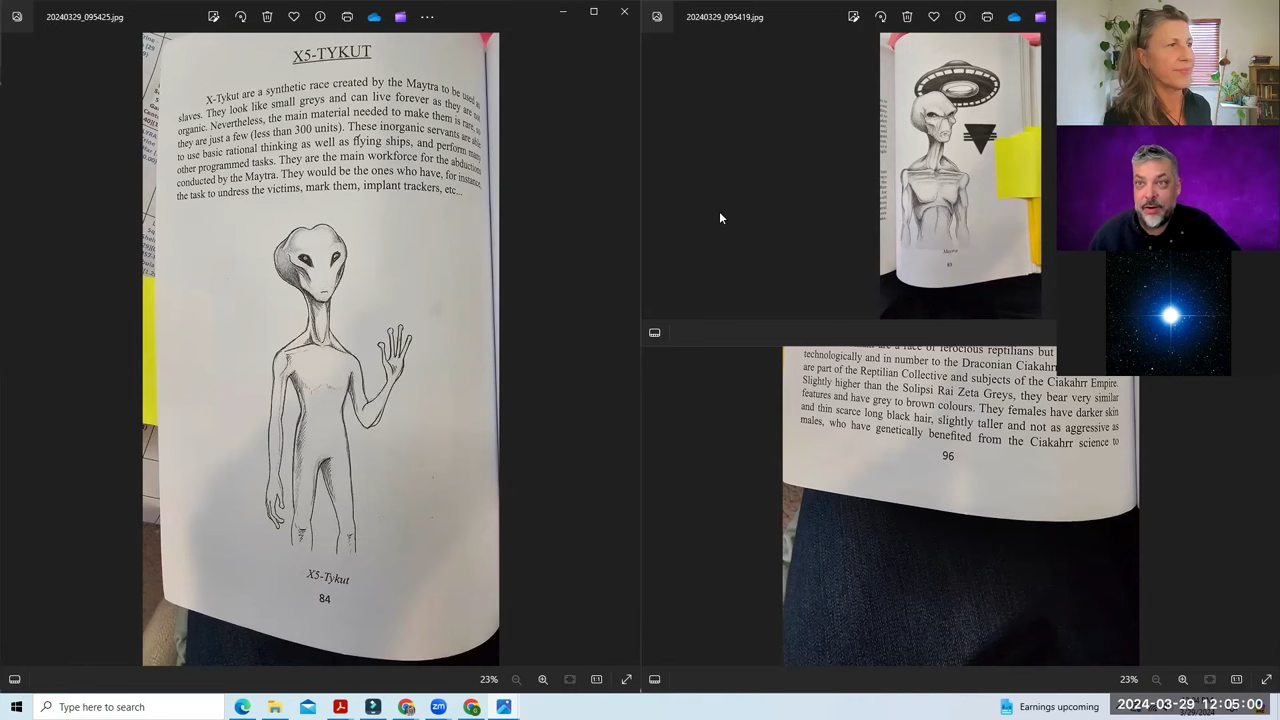 20240329_095425.jpg
X5-TYKUT
X-Tykut are a synthetic race created by the Maytra to be used as
slaves. They look like small greys and can live forever as they are not
organic. Nevertheless, the main material needed to make them is rare, so
they are just a few (less than 300 units). These inorganic servants are able
to use basic rational thinking as well as flying ships, and perform many
other programmed tasks. They are the main workforce for the abductions
conducted by the Maytra. They would be the ones who have, for instance,
the task to undress the victims, mark them, implant trackers, etc...
X5-Tykut
84
23%
20240329_095419.jpg
Maytra
83
are a race of ferocious reptilians but
technologically and in number to the Draconian Ciakahrr
are part of the Reptilian Collective and subjects of the Ciakahrr Empire.
Slightly higher than the Solipsi Rai Zeta Greys, they bear very similar
features and have grey to brown colours. They females have darker skin
and thin scarce long black hair, slightly taller and not as aggressive as
males, who have genetically benefited from the Ciakahrr science to
96
23%
Type here to search
Earnings upcoming
2024-03-29 12:05:00